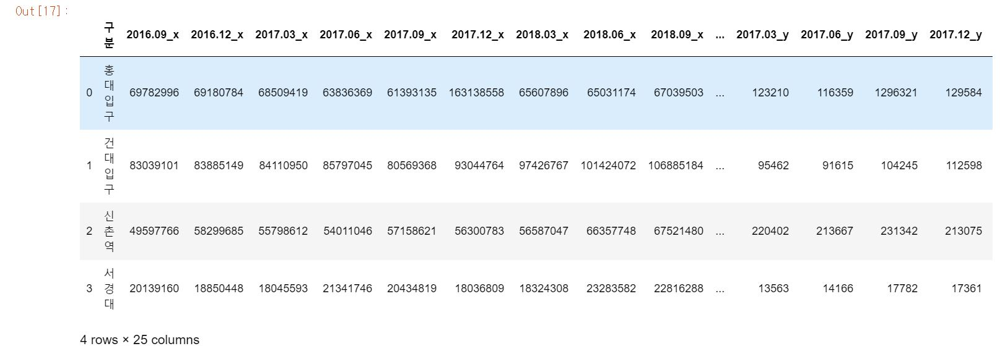 Out[17]:
구분 2016.09_x 2016.12_x 2017.03_x 2017.06_x 2017.09_x 2017.12_x 2018.03_x 2018.06_x 2018.09_x ... 2017.03_y 2017.06_y 2017.09_y 2017.12_y
0 홍대입구 69782996 69180784 68509419 63836369 61393135 163138558 65607896 65031174 67039503 ... 123210 116359 1296321 129584
1 건대입구 83039101 83885149 84110950 85797045 80569368 93044764 97426767 101424072 106885184 ... 95462 91615 104245 112598
2 신촌역 49597766 58299685 55798612 54011046 57158621 56300783 56587047 66357748 67521480 ... 220402 213667 231342 213075
3 서경대 20139160 18850448 18045593 21341746 20434819 18036809 18324308 23283582 22816288 ... 13563 14166 17782 17361
4 rows × 25 columns